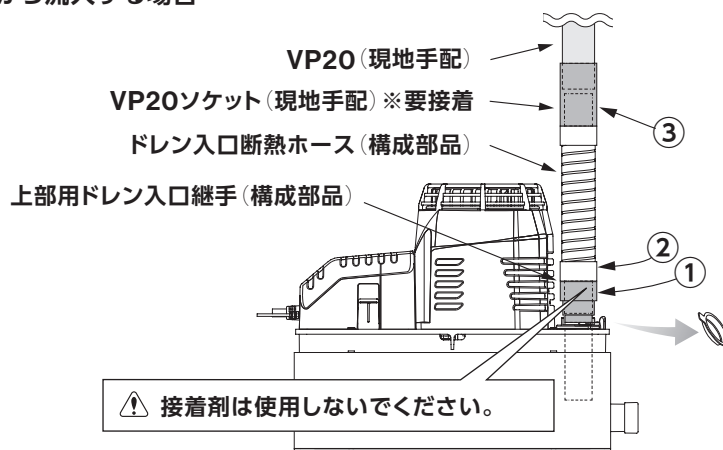 から流入する場合
VP20（現地手配）
VP20ソケット（現地手配）※要接着
ドレン入口断熱ホース（構成部品）
上部用ドレン入口継手（構成部品）
③
②
①
接着剤は使用しないでください。